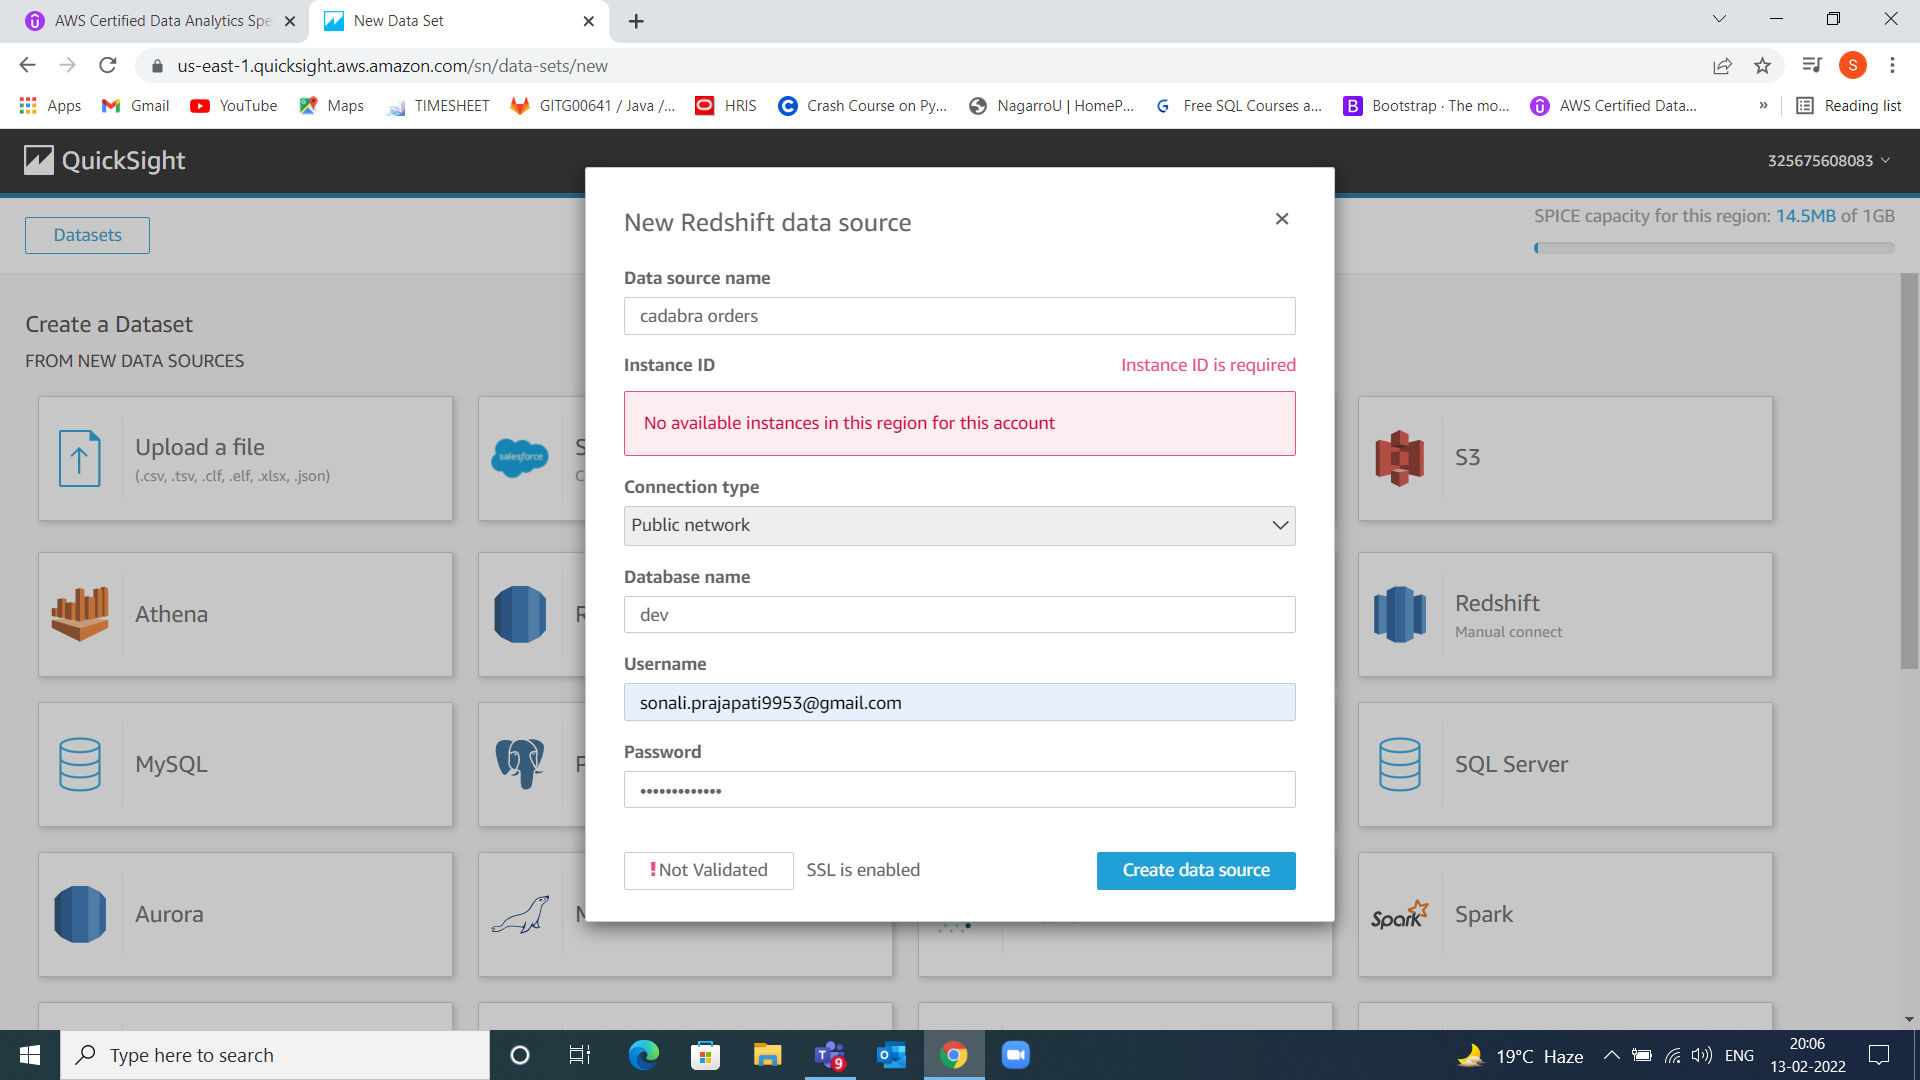 AWS Certified Data Analytics Spe
New Data Set
us-east-1.quicksight.aws.amazon.com/sn/data-sets/new
S
Apps
Gmail
YouTube
Maps
TIMESHEET
GITG00641 / Java /...
HRIS
Crash Course on Py...
NagarroU | HomeP...
Free SQL Courses a...
Bootstrap · The mo...
AWS Certified Data...
»
Reading list
QuickSight
325675608083
Datasets
SPICE capacity for this region: 14.5MB of 1GB
Create a Dataset
FROM NEW DATA SOURCES
New Redshift data source
Data source name
cadabra orders
Instance ID
Instance ID is required
No available instances in this region for this account
Connection type
Public network
Database name
dev
Username
sonali.prajapati9953@gmail.com
Password
•••••••••••••
!Not Validated
SSL is enabled
Create data source
Upload a file
(.csv, .tsv, .clf, .elf, .xlsx, .json)
salesforce
S3
Athena
Redshift
Manual connect
MySQL
SQL Server
Aurora
Spark
Spark
Type here to search
9
19°C Haze
ENG
20:06
13-02-2022